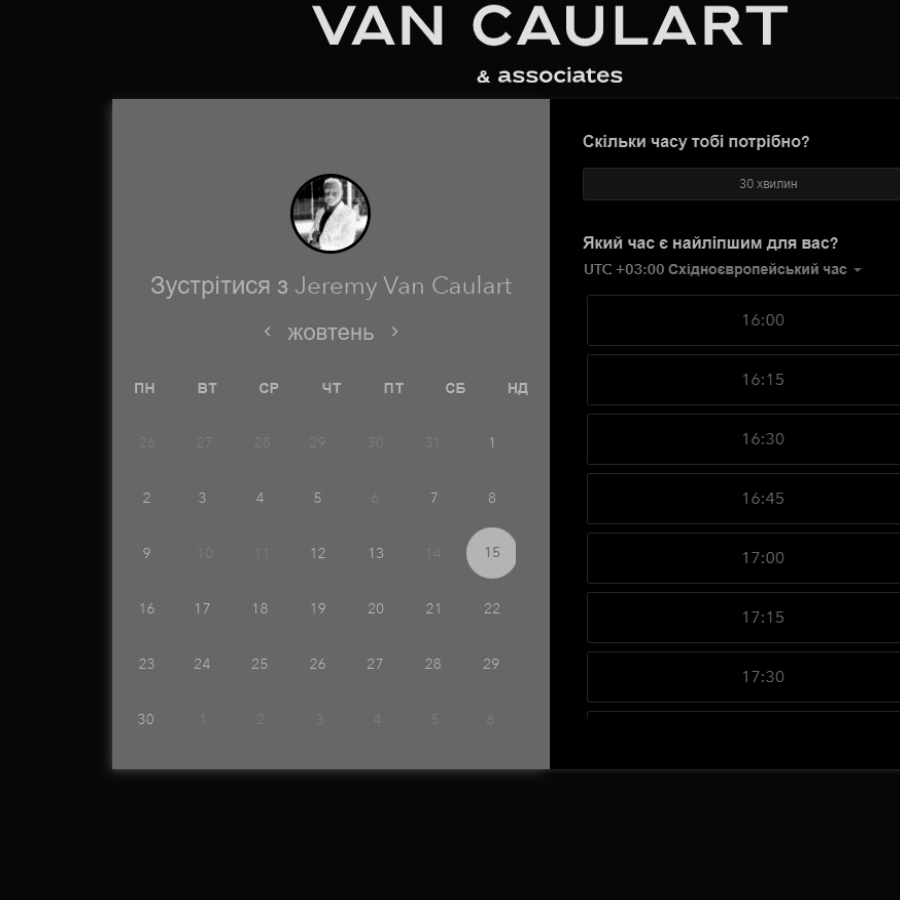 VAN CAULART
& associates
Зустрітися з Jeremy Van Caulart
жовтень
ПН ВТ СР ЧТ ПТ СБ НД
26 27 28 29 30 31 1
2 3 4 5 6 7 8
9 10 11 12 13 14 15
16 17 18 19 20 21 22
23 24 25 26 27 28 29
30 1 2 3 4 5 6
Скільки часу тобі потрібно?
30 хвилин
Який час є найліпшим для вас?
UTC +03:00 Східноєвропейський час
16:00
16:15
16:30
16:45
17:00
17:15
17:30